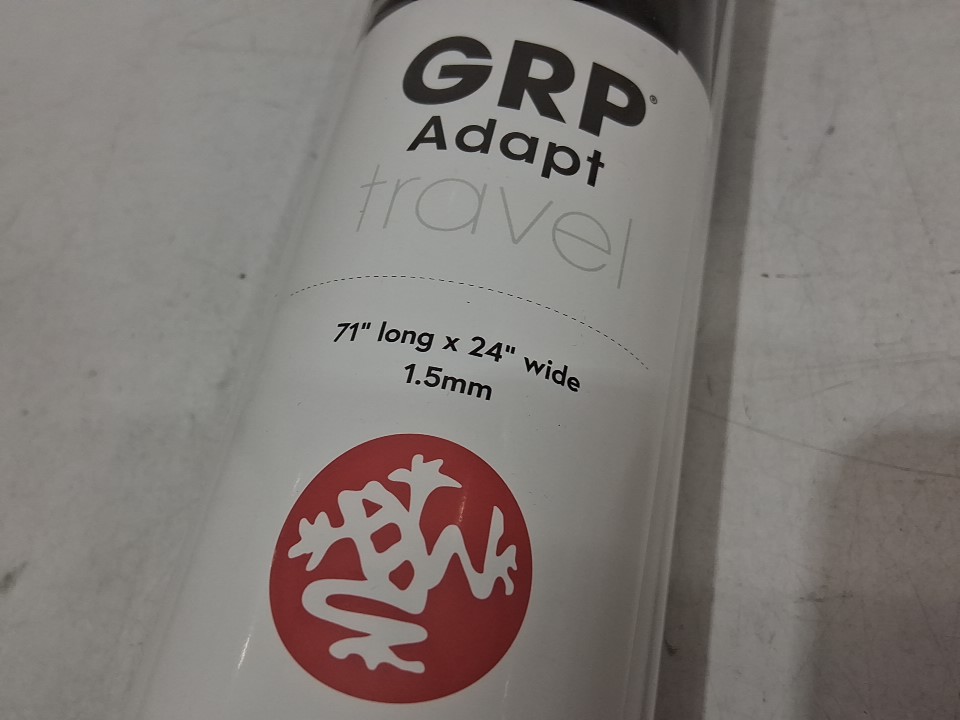 GRP®
Adapt
travel
71" long x 24" wide
1.5mm